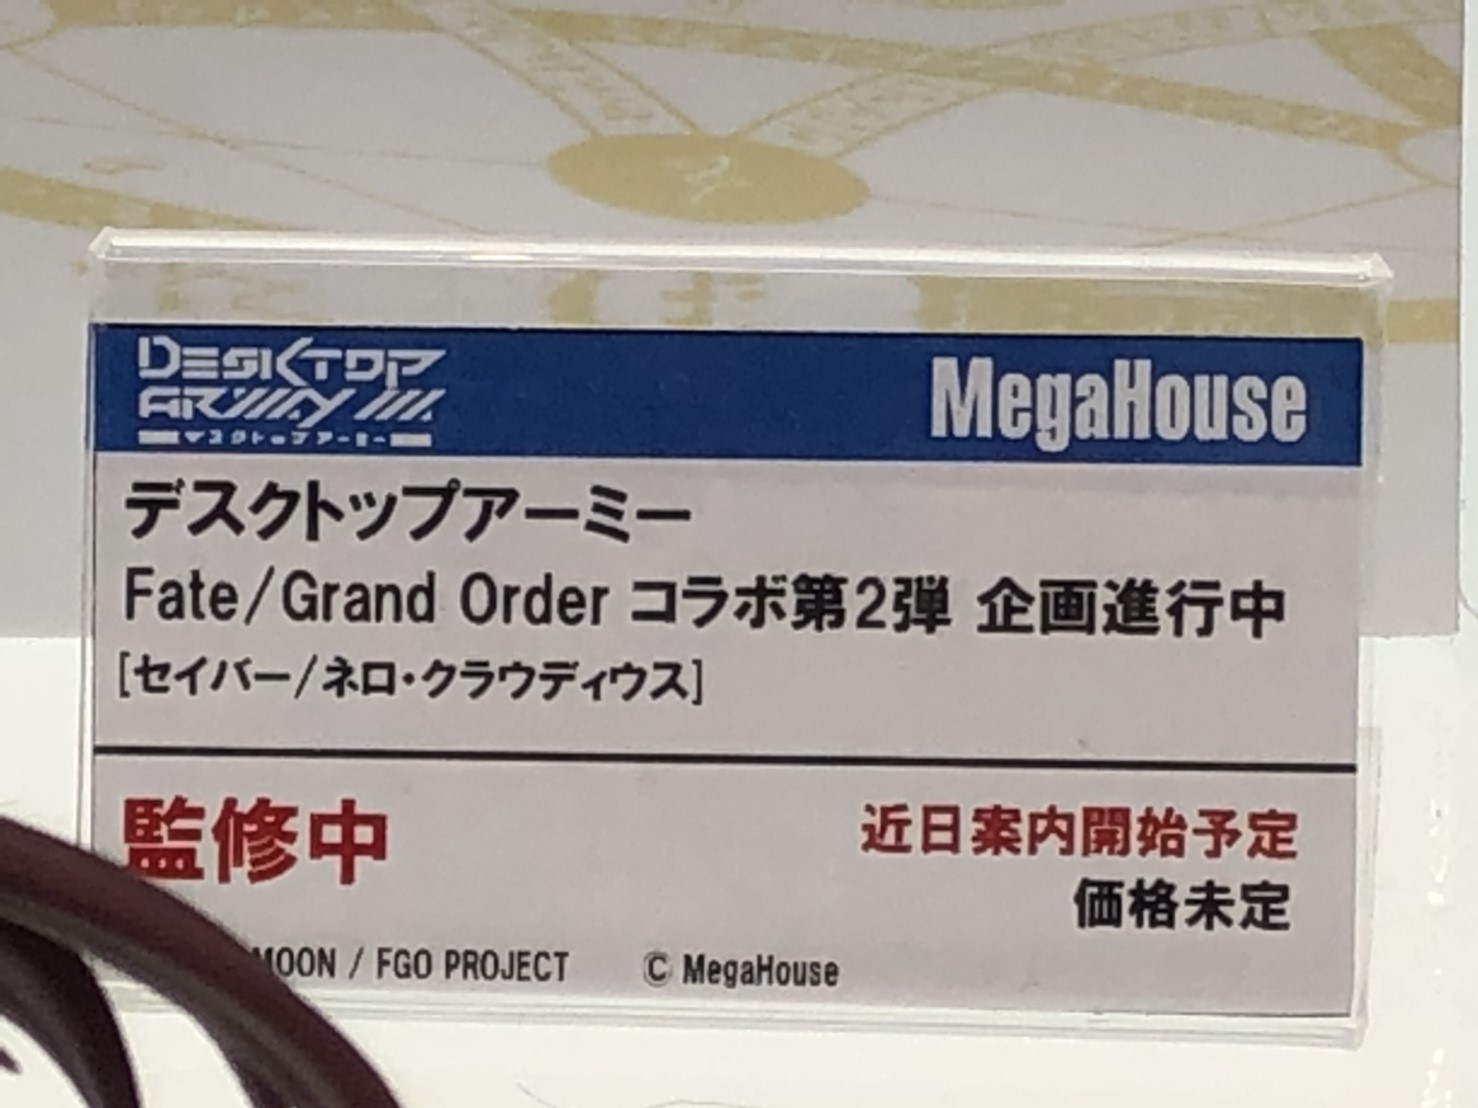 DESKTOP
ARMY
デスクトップアーミー
MegaHouse
デスクトップアーミー
Fate/Grand Order コラボ第2弾 企画進行中
[セイバー/ネロ・クラウディウス]
監修中
近日案内開始予定
価格未定
MOON / FGO PROJECT © MegaHouse